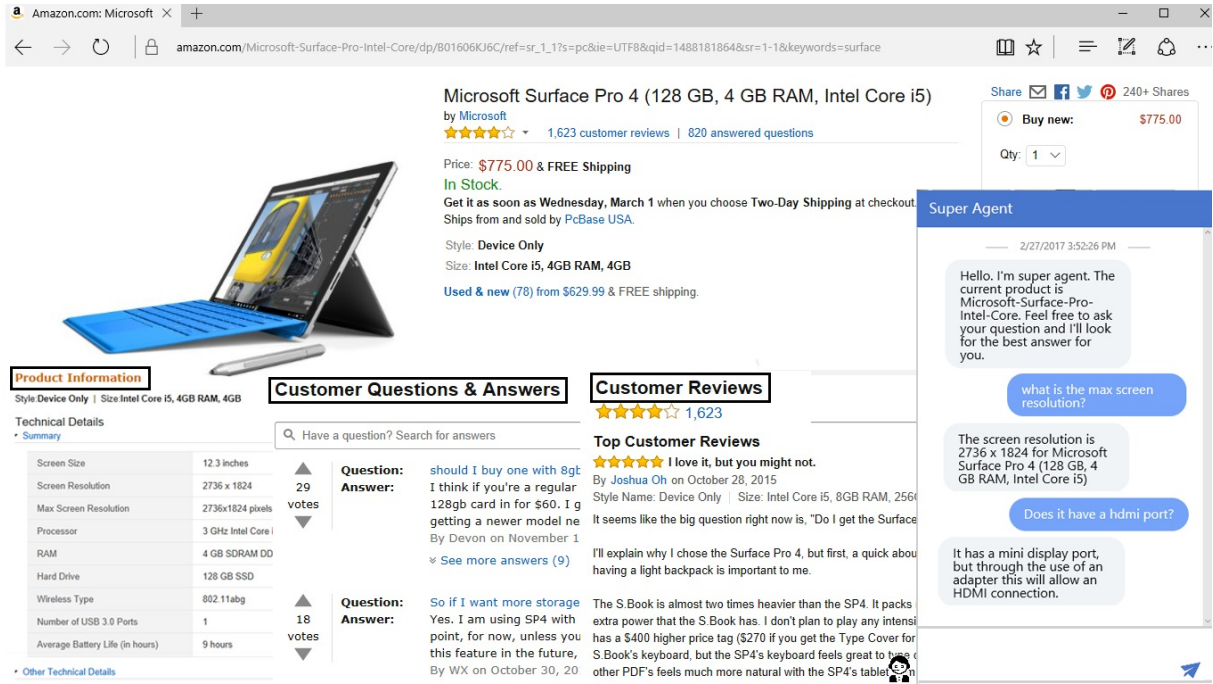 Amazon.com: Microsoft
amazon.com/Microsoft-Surface-Pro-Intel-Core/dp/B01606KJ6C/ref=sr_1_1?s=pc&ie=UTF8&qid=1488181864&sr=1-1&keywords=surface
Microsoft Surface Pro 4 (128 GB, 4 GB RAM, Intel Core i5)
by Microsoft
1,623 customer reviews | 820 answered questions
Price: $775.00 & FREE Shipping
In Stock.
Get it as soon as Wednesday, March 1 when you choose Two-Day Shipping at checkout.
Ships from and sold by PcBase USA.
Style: Device Only
Size: Intel Core i5, 4GB RAM, 4GB
Used & new (78) from $629.99 & FREE shipping.
Share 240+ Shares
Buy new: $775.00
Qty: 1
Product Information
Style:Device Only | Size:Intel Core i5, 4GB RAM, 4GB
Technical Details
Summary
Screen Size 12.3 inches
Screen Resolution 2736 x 1824
Max Screen Resolution 2736x1824 pixels
Processor 3 GHz Intel Core i
RAM 4 GB SDRAM DD
Hard Drive 128 GB SSD
Wireless Type 802.11abg
Number of USB 3.0 Ports 1
Average Battery Life (in hours) 9 hours
Other Technical Details
Customer Questions & Answers
Have a question? Search for answers
29
votes
Question: should I buy one with 8gb
Answer: I think if you're a regular
128gb card in for $60. I g
getting a newer model ne
By Devon on November 1
See more answers (9)
18
votes
Question: So if I want more storage
Answer: Yes. I am using SP4 with
point, for now, unless you
this feature in the future,
By WX on October 30, 20
Customer Reviews
1,623
Top Customer Reviews
I love it, but you might not.
By Joshua Oh on October 28, 2015
Style Name: Device Only | Size: Intel Core i5, 8GB RAM, 256G
It seems like the big question right now is, "Do I get the Surface
I'll explain why I chose the Surface Pro 4, but first, a quick abou
having a light backpack is important to me.
The S.Book is almost two times heavier than the SP4. It packs
extra power that the S.Book has. I don't plan to play any intensi
has a $400 higher price tag ($270 if you get the Type Cover for
S.Book's keyboard, but the SP4's keyboard feels great to type
other PDF's feels much more natural with the SP4's tablet
Super Agent
2/27/2017 3:52:26 PM
Hello. I'm super agent. The
current product is
Microsoft-Surface-Pro-
Intel-Core. Feel free to ask
your question and I'll look
for the best answer for
you.
what is the max screen
resolution?
The screen resolution is
2736 x 1824 for Microsoft
Surface Pro 4 (128 GB, 4
GB RAM, Intel Core i5)
Does it have a hdmi port?
It has a mini display port,
but through the use of an
adapter this will allow an
HDMI connection.